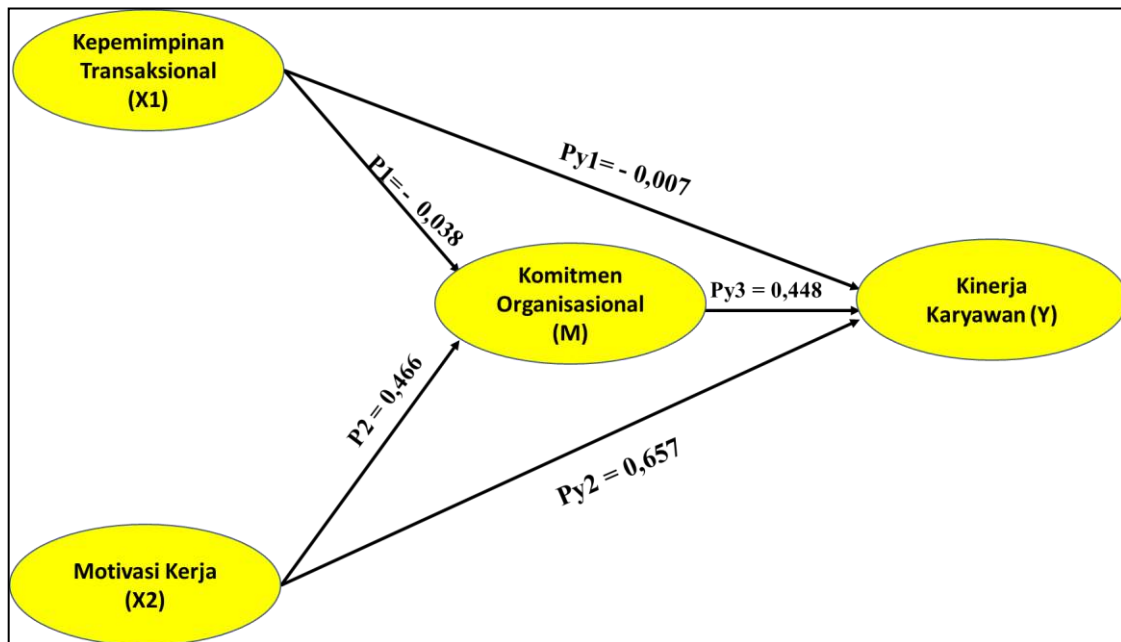 Kepemimpinan
Transaksional
(X1)
Py1= - 0,007
P1= - 0,038
Komitmen
Organisasional
(M)
Py3 = 0,448
Kinerja
Karyawan (Y)
P2 = 0,466
Py2 = 0,657
Motivasi Kerja
(X2)